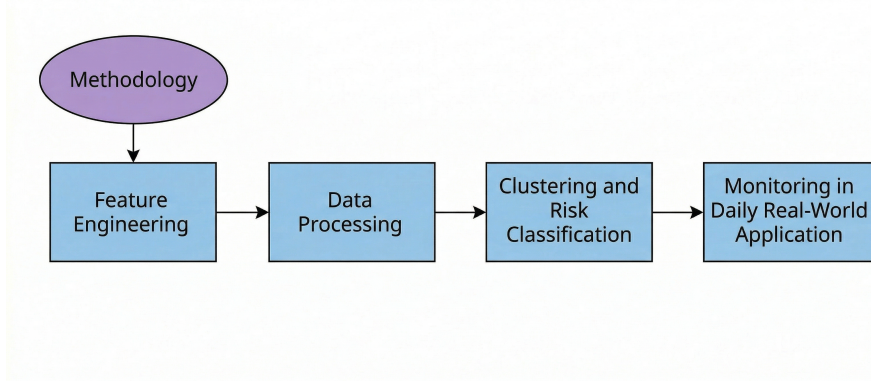 Methodology
Feature
Engineering
Data
Processing
Clustering and
Risk
Classification
Monitoring in
Daily Real-World
Application